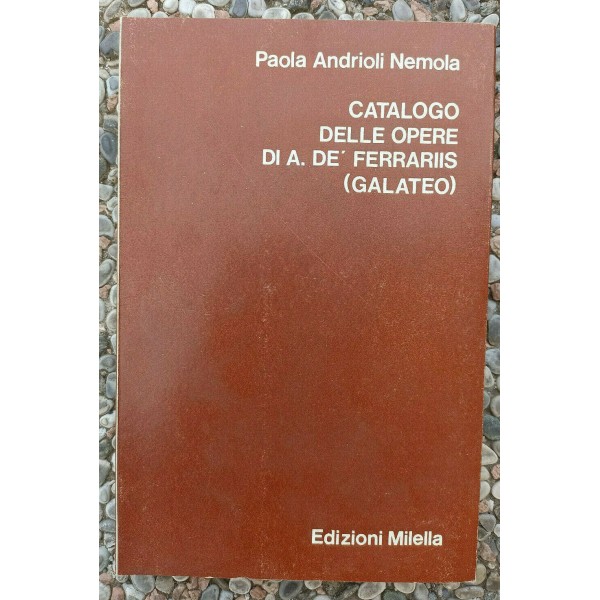 Paola Andrioli Nemola
CATALOGO
DELLE OPERE
DI A. DE´ FERRARIIS
(GALATEO)
Edizioni Milella